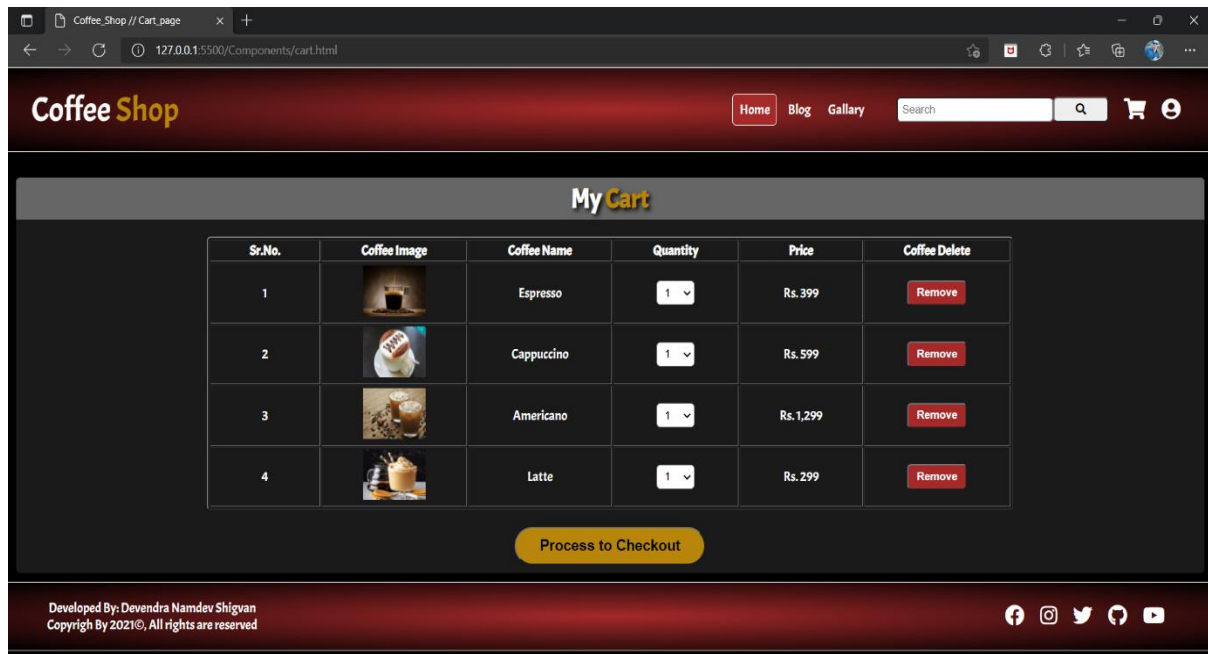 Coffee_Shop // Cart_page
127.0.0.1:5500/Components/cart.html
Coffee Shop
Home Blog Gallary Search
My Cart
Sr.No. Coffee Image Coffee Name Quantity Price Coffee Delete
1 Espresso 1 Rs. 399 Remove
2 Cappuccino 1 Rs. 599 Remove
3 Americano 1 Rs. 1,299 Remove
4 Latte 1 Rs. 299 Remove
Process to Checkout
Developed By: Devendra Namdev Shigvan
Copyrigh By 2021©, All rights are reserved